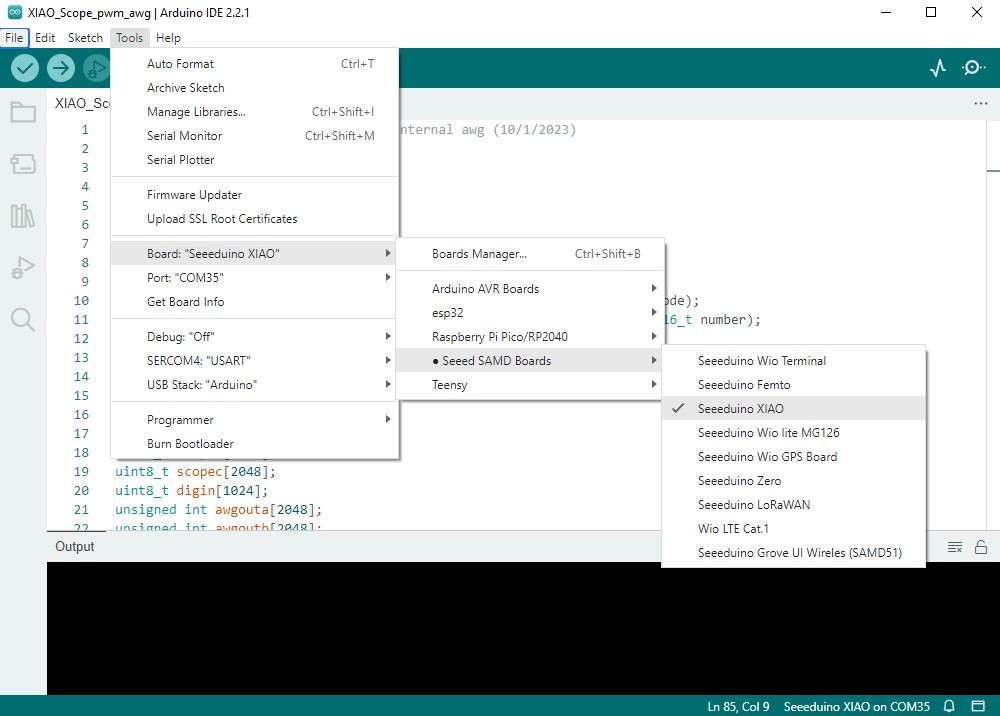 XIAO_Scope_pwm_awg | Arduino IDE 2.2.1
File Edit Sketch Tools Help
Auto Format Ctrl+T
Archive Sketch
Manage Libraries... Ctrl+Shift+I
Serial Monitor Ctrl+Shift+M
Serial Plotter
Firmware Updater
Upload SSL Root Certificates
Board: "Seeeduino XIAO"
Port: "COM35"
Get Board Info
Debug: "Off"
SERCOM4: "USART"
USB Stack: "Arduino"
Programmer
Burn Bootloader
Boards Manager... Ctrl+Shift+B
Arduino AVR Boards
esp32
Raspberry Pi Pico/RP2040
● Seeed SAMD Boards
Teensy
Seeeduino Wio Terminal
Seeeduino Femto
Seeeduino XIAO
Seeeduino Wio lite MG126
Seeeduino Wio GPS Board
Seeeduino Zero
Seeeduino LoRaWAN
Wio LTE Cat.1
Seeeduino Grove UI Wireles (SAMD51)
XIAO_Sc
1 nternal awg (10/1/2023)
2
3
4
5
6
7
8
9
10 ode);
11 16_t number);
12
13
14
15
16
17
18
19 uint8_t scopec[2048];
20 uint8_t digin[1024];
21 unsigned int awgouta[2048];
22 unsigned int awgoutb[2048];
Output
Ln 85, Col 9 Seeeduino XIAO on COM35